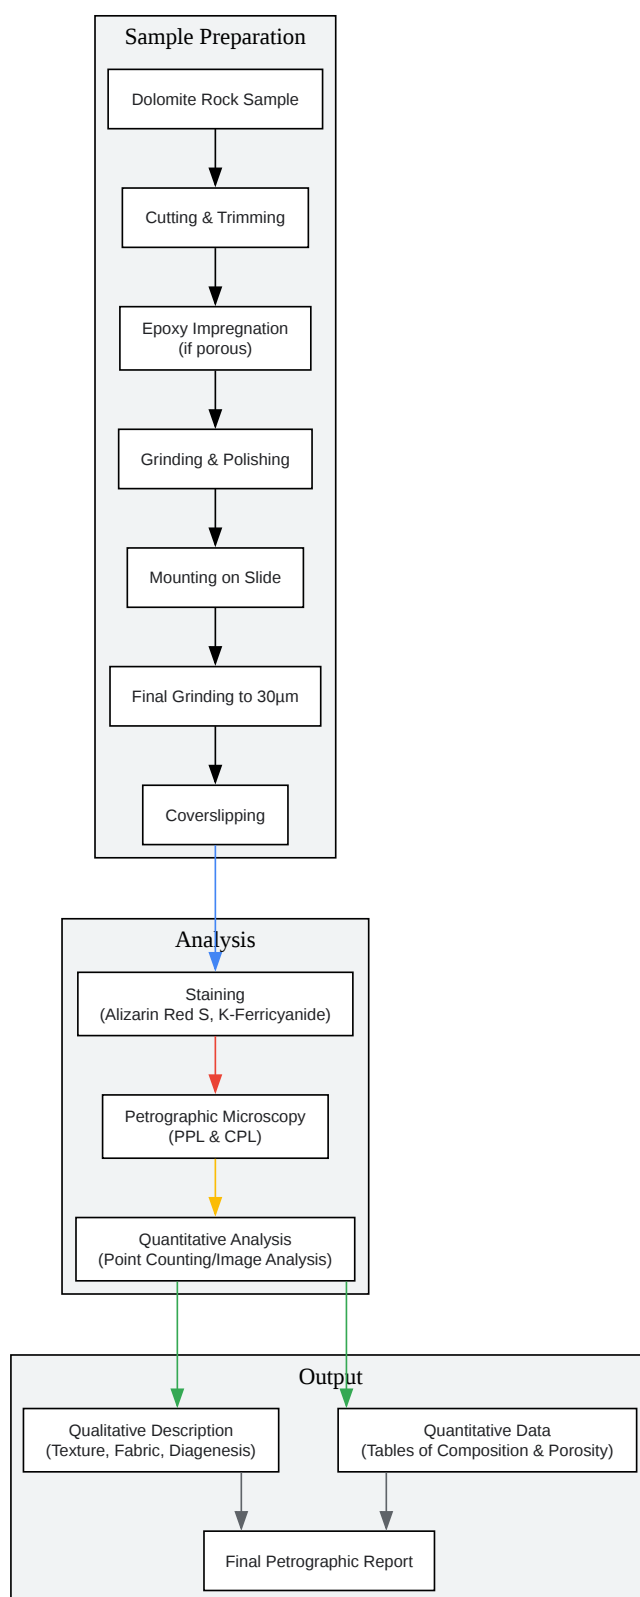 Sample Preparation
Dolomite Rock Sample
Cutting & Trimming
Epoxy Impregnation
(if porous)
Grinding & Polishing
Mounting on Slide
Final Grinding to 30µm
Coverslipping
Analysis
Staining
(Alizarin Red S, K-Ferricyanide)
Petrographic Microscopy
(PPL & CPL)
Quantitative Analysis
(Point Counting/Image Analysis)
Output
Qualitative Description
(Texture, Fabric, Diagenesis)
Quantitative Data
(Tables of Composition & Porosity)
Final Petrographic Report